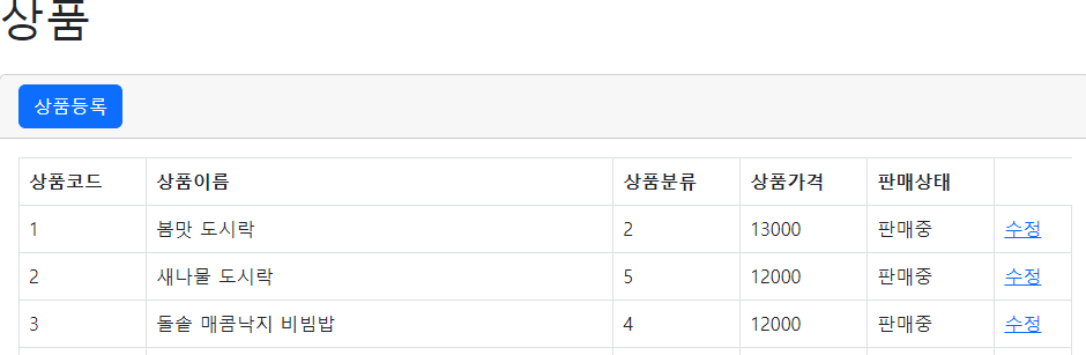 상품
상품등록
상품코드 상품이름 상품분류 상품가격 판매상태
1 봄맛 도시락 2 13000 판매중 수정
2 새나물 도시락 5 12000 판매중 수정
3 돌솥 매콤낙지 비빔밥 4 12000 판매중 수정